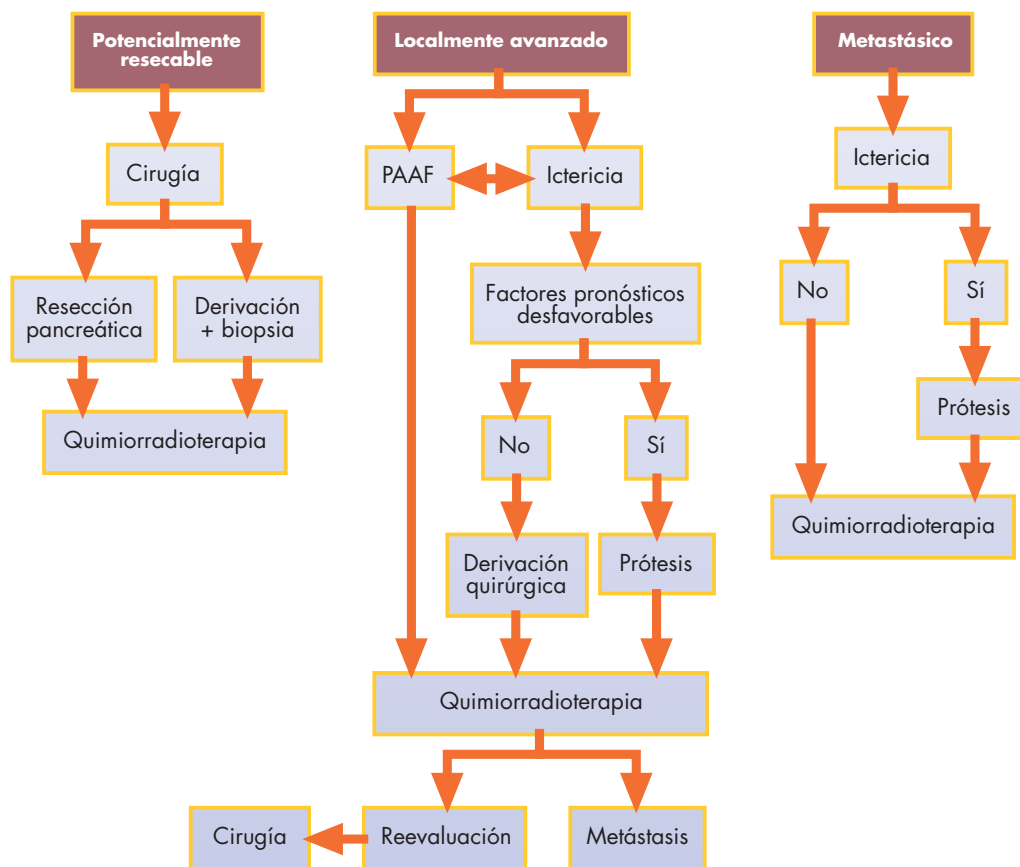 Potencialmente
resecable
Cirugía
Resección
pancreática
Derivación
+ biopsia
Quimiorradioterapia
Localmente avanzado
PAAF
Ictericia
Factores pronósticos
desfavorables
No
Sí
Derivación
quirúrgica
Prótesis
Quimiorradioterapia
Cirugía
Reevaluación
Metástasis
Metastásico
Ictericia
No
Sí
Prótesis
Quimiorradioterapia